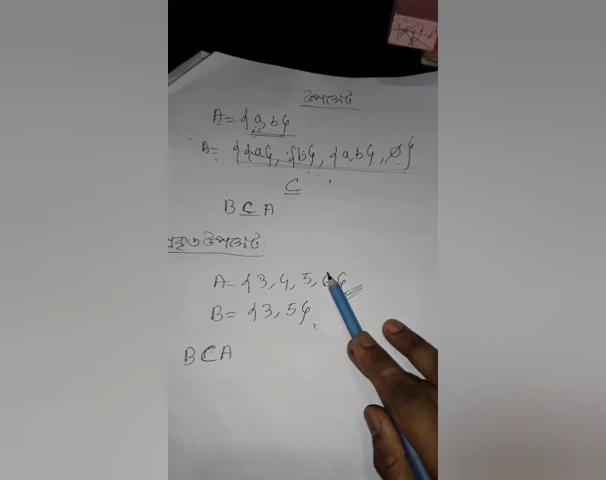 উপসেট
A = {a, b}
A = {{a}, {b}, {a, b}, ∅}
⊂
B ⊂ A
প্রকৃত উপসেট:
A = {3, 4, 5, 6}
B = {3, 5}
B ⊂ A